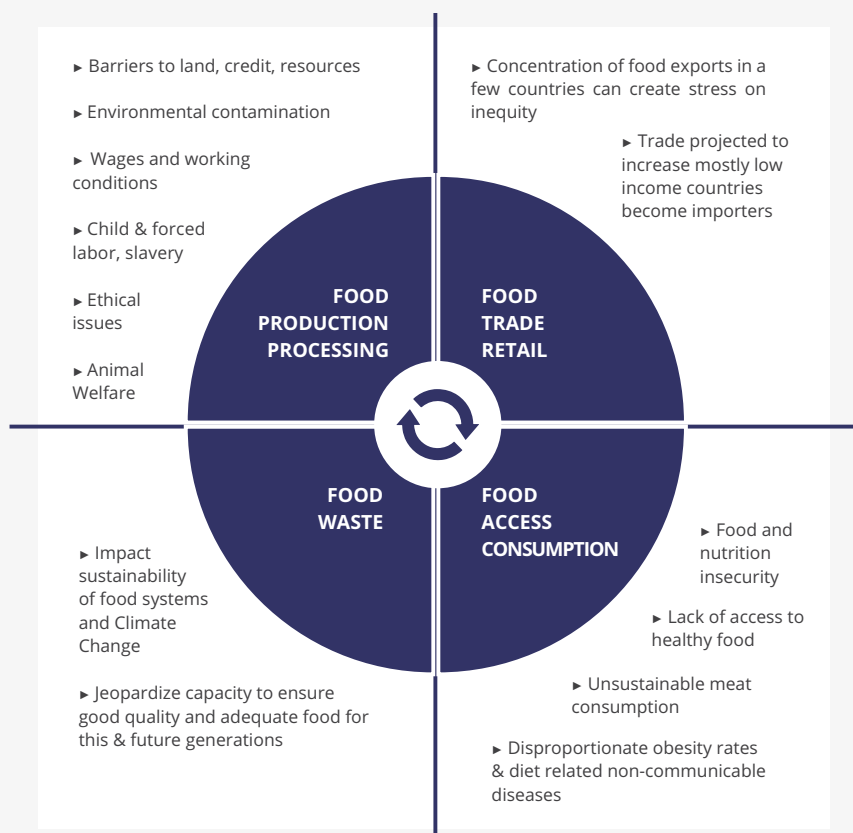 ► Barriers to land, credit, resources
► Environmental contamination
► Wages and working
conditions
► Child & forced
labor, slavery
► Ethical
issues
► Animal
Welfare
► Concentration of food exports in a
few countries can create stress on
inequity
► Trade projected to
increase mostly low
income countries
become importers
FOOD
PRODUCTION
PROCESSING
FOOD
TRADE
RETAIL
FOOD
WASTE
FOOD
ACCESS
CONSUMPTION
► Impact
sustainability
of food systems
and Climate
Change
► Jeopardize capacity to ensure
good quality and adequate food for
this & future generations
► Food and
nutrition
insecurity
► Lack of access to
healthy food
► Unsustainable meat
consumption
► Disproportionate obesity rates
& diet related non-communicable
diseases